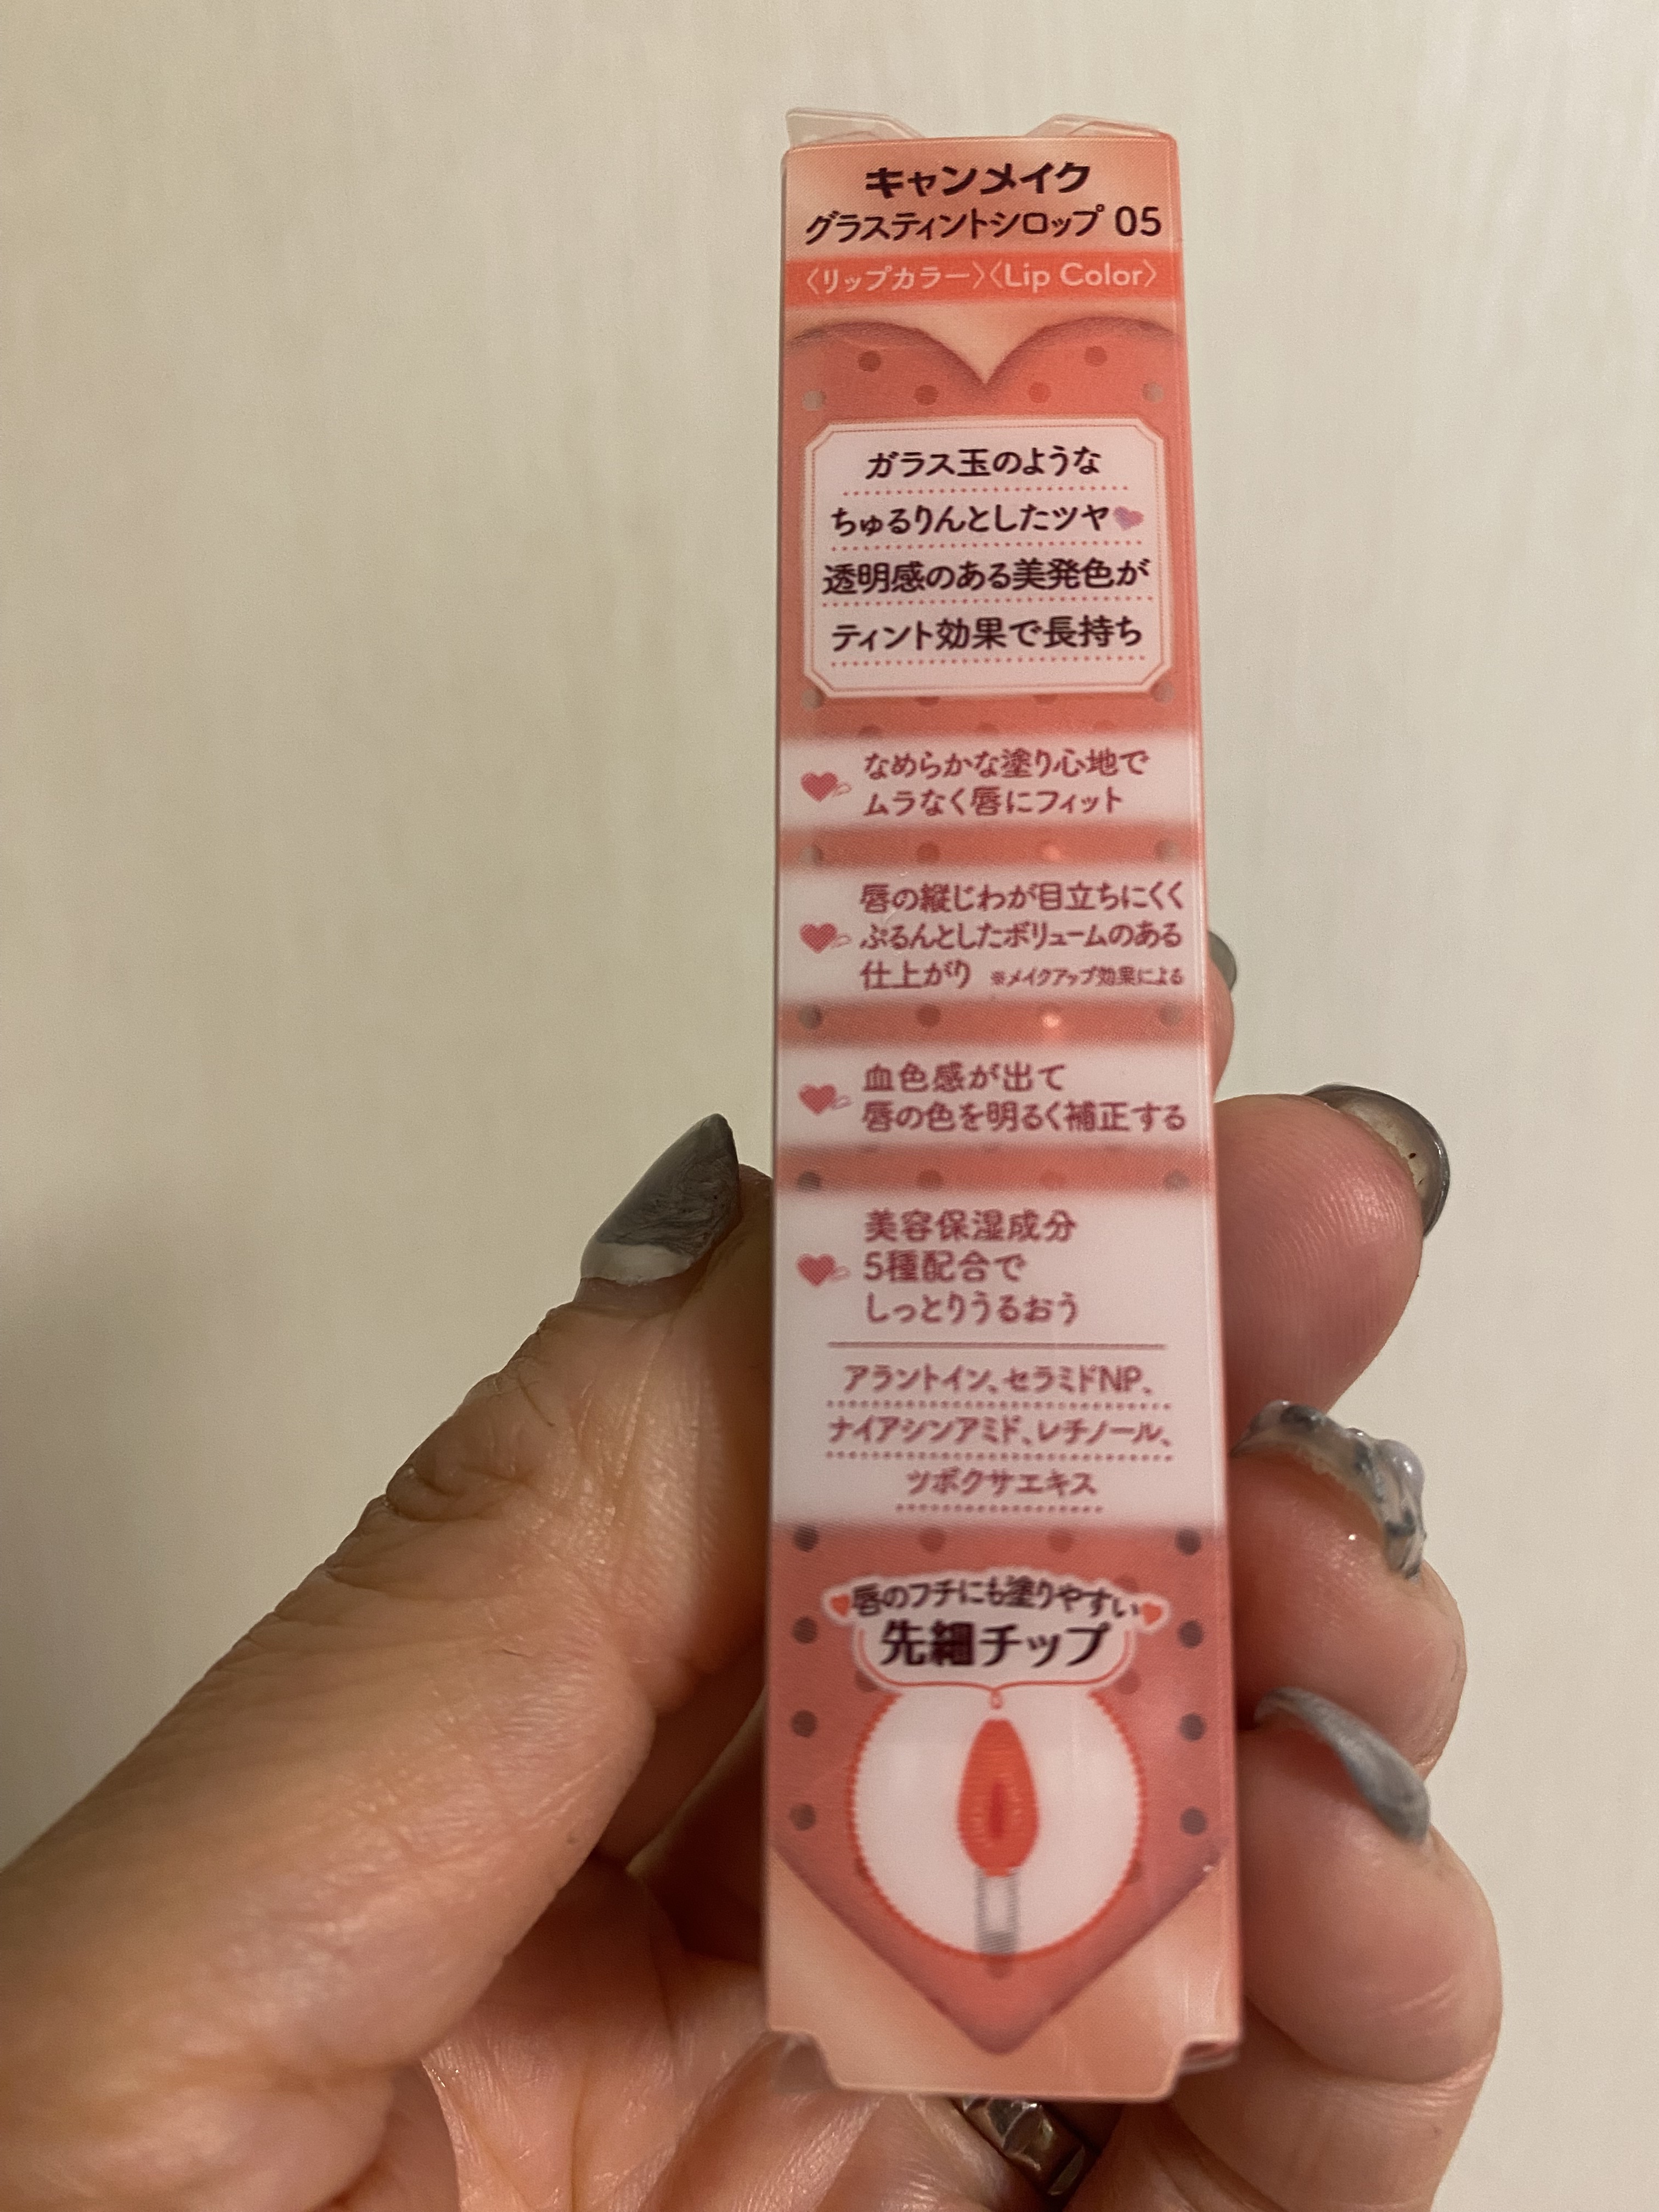 キャンメイク
グラスティントシロップ 05
〈リップカラー〉〈Lip Color〉
ガラス玉のような
ちゅるりんとしたツヤ
透明感のある美発色が
ティント効果で長持ち
なめらかな塗り心地で
ムラなく唇にフィット
唇の縦じわが目立ちにくく
ぷるんとしたボリュームのある
仕上がり ※メイクアップ効果による
血色感が出て
唇の色を明るく補正する
美容保湿成分
5種配合で
しっとりうるおう
アラントイン、セラミドNP、
ナイアシンアミド、レチノール、
ツボクサエキス
唇のフチにも塗りやすい
先細チップ